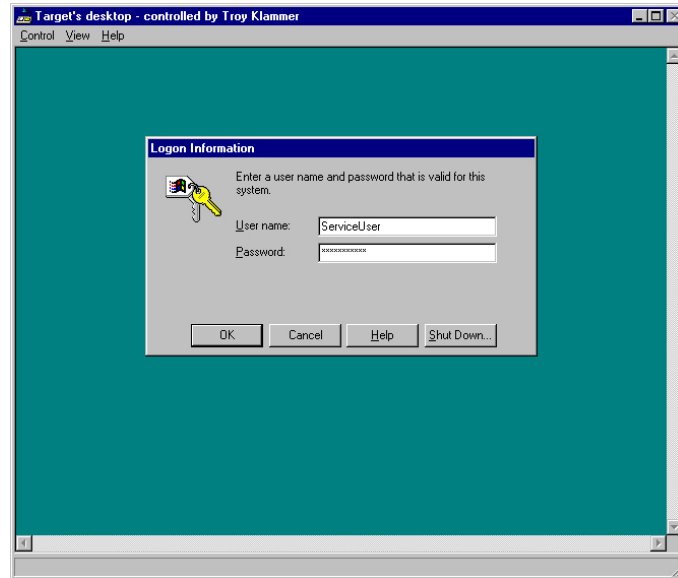 Target's desktop - controlled by Troy Klammer
Control View Help
Logon Information
Enter a user name and password that is valid for this
system.
User name: ServiceUser
Password: xxxxxxxxxxx
OK Cancel Help Shut Down...